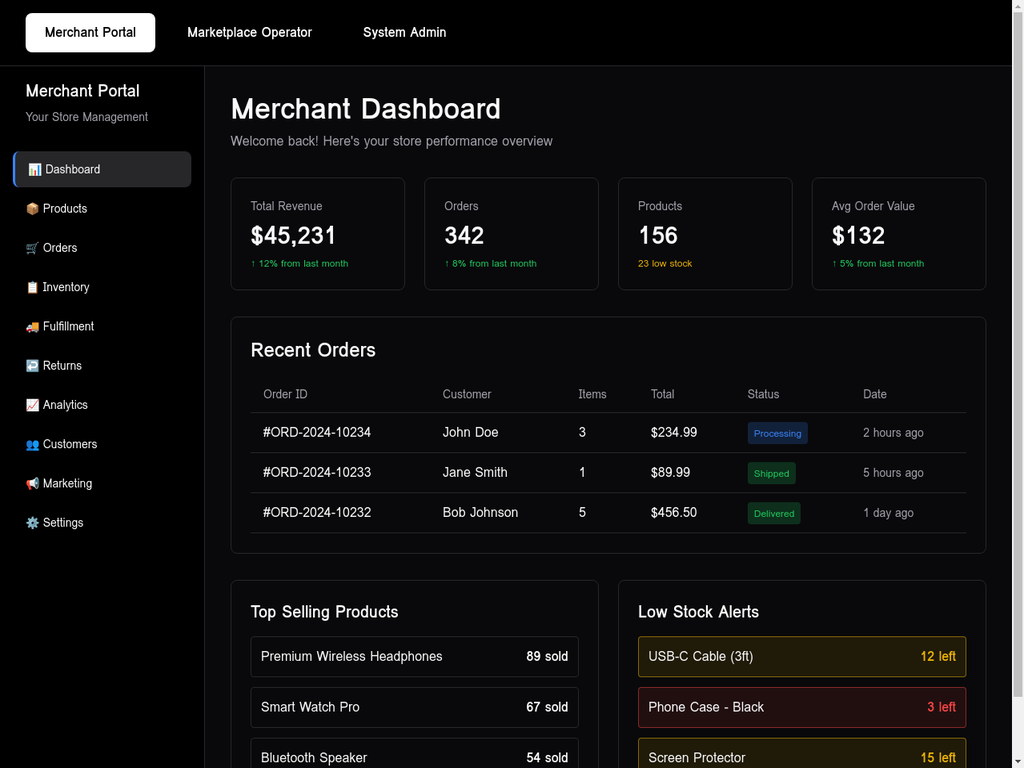 Merchant Portal Marketplace Operator System Admin
Merchant Portal
Your Store Management
📊 Dashboard
📦 Products
🛒 Orders
📋 Inventory
🚚 Fulfillment
↩️ Returns
📈 Analytics
👥 Customers
📢 Marketing
⚙️ Settings
Merchant Dashboard
Welcome back! Here's your store performance overview
Total Revenue
$45,231
↑ 12% from last month
Orders
342
↑ 8% from last month
Products
156
23 low stock
Avg Order Value
$132
↑ 5% from last month
Recent Orders
Order ID Customer Items Total Status Date
#ORD-2024-10234 John Doe 3 $234.99 Processing 2 hours ago
#ORD-2024-10233 Jane Smith 1 $89.99 Shipped 5 hours ago
#ORD-2024-10232 Bob Johnson 5 $456.50 Delivered 1 day ago
Top Selling Products
Premium Wireless Headphones 89 sold
Smart Watch Pro 67 sold
Bluetooth Speaker 54 sold
Low Stock Alerts
USB-C Cable (3ft) 12 left
Phone Case - Black 3 left
Screen Protector 15 left